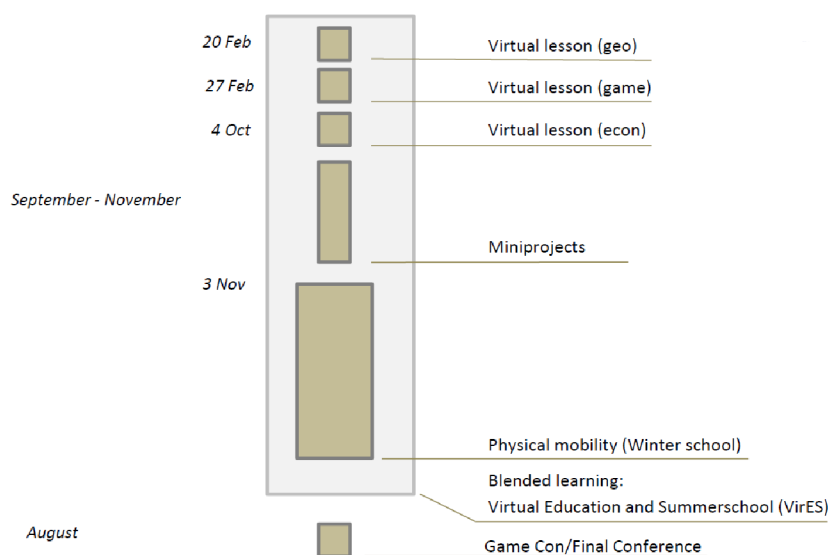 20 Feb
Virtual lesson (geo)
27 Feb
Virtual lesson (game)
4 Oct
Virtual lesson (econ)
September - November
Miniprojects
3 Nov
Physical mobility (Winter school)
Blended learning:
Virtual Education and Summerschool (VirES)
August
Game Con/Final Conference